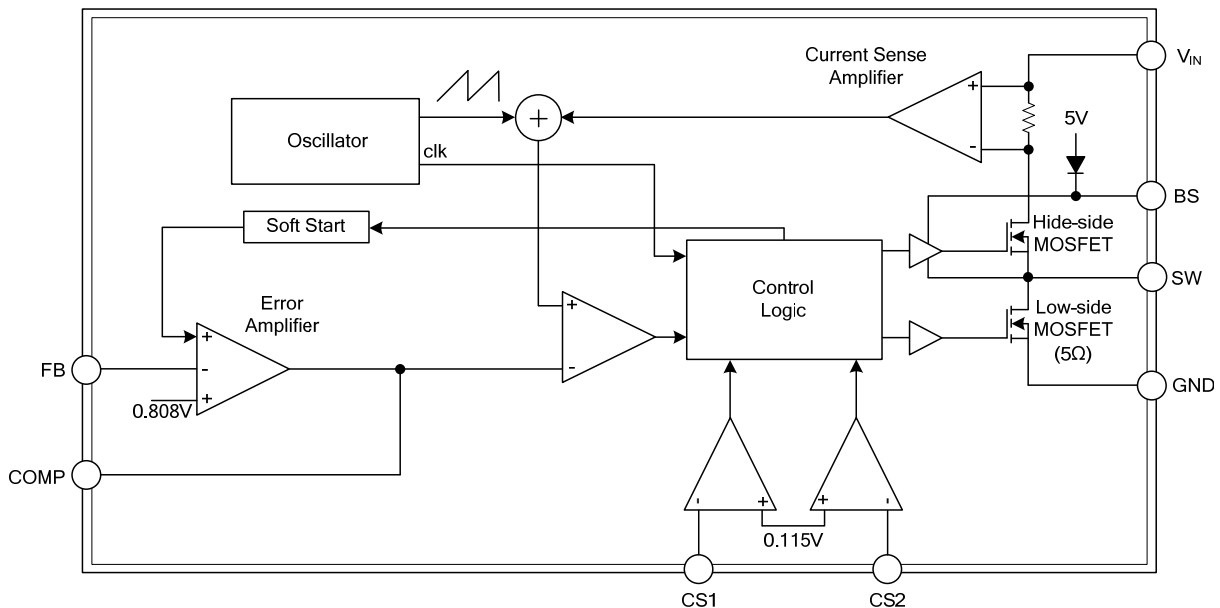 Current Sense
Amplifier
VIN
Oscillator
clk
+
+
-
5V
BS
Soft Start
Hide-side
MOSFET
SW
Control
Logic
Error
Amplifier
Low-side
MOSFET
(5Ω)
+
-
+
0.808V
+
-
FB
GND
COMP
-
+
+
-
0.115V
CS1
CS2